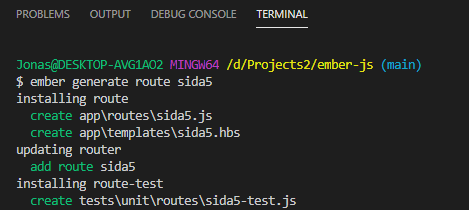 PROBLEMS OUTPUT DEBUG CONSOLE TERMINAL
Jonas@DESKTOP-AVG1AO2 MINGW64 /d/Projects2/ember-js (main)
$ ember generate route sida5
installing route
  create app\routes\sida5.js
  create app\templates\sida5.hbs
updating router
  add route sida5
installing route-test
  create tests\unit\routes\sida5-test.js